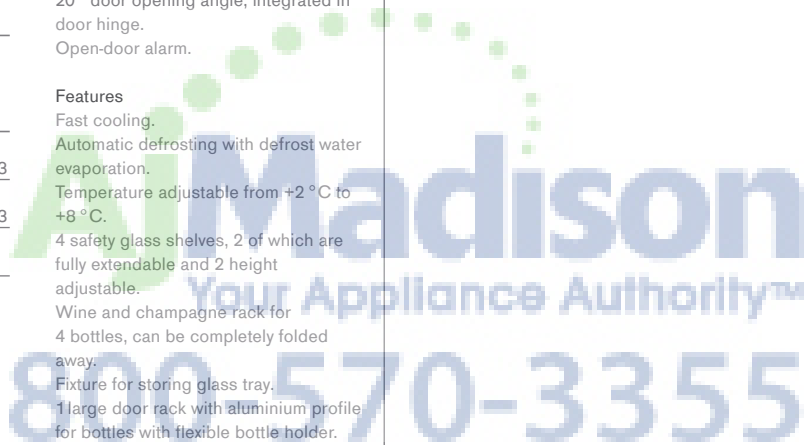 door hinge.
Open-door alarm.
Features
Fast cooling.
Automatic defrosting with defrost water
evaporation.
Temperature adjustable from +2 °C to
+8 °C.
4 safety glass shelves, 2 of which are
fully extendable and 2 height
adjustable.
Wine and champagne rack for
4 bottles, can be completely folded
away.
Fixture for storing glass tray.
1 large door rack with aluminium profile
for bottles with flexible bottle holder.
3
3
AjMadison
Your Appliance Authority™
800-570-3355